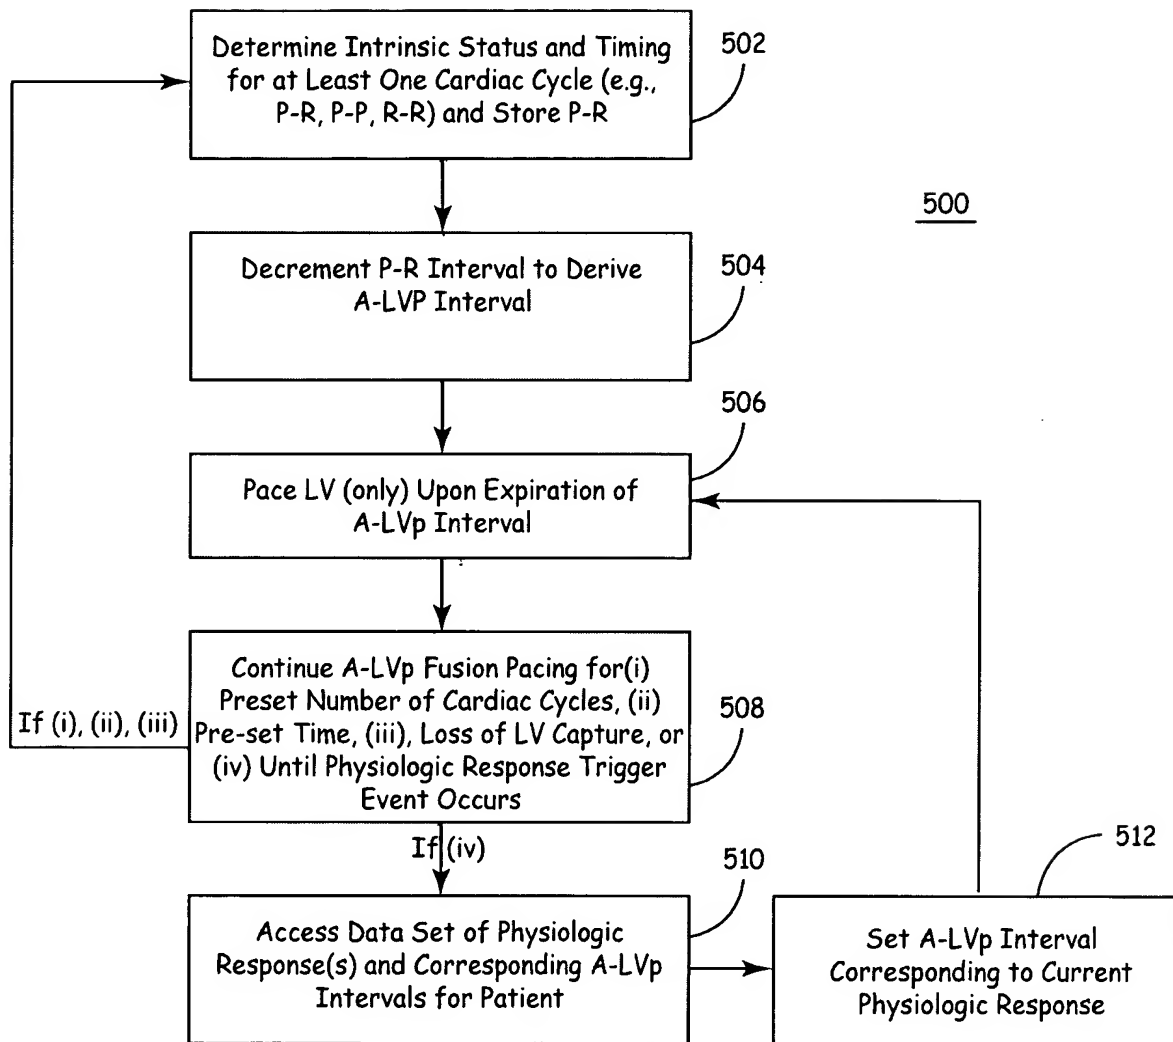 Determine Intrinsic Status and Timing
for at Least One Cardiac Cycle (e.g.,
P-R, P-P, R-R) and Store P-R
502
500
Decrement P-R Interval to Derive
A-LVP Interval
504
Pace LV (only) Upon Expiration of
A-LVp Interval
506
Continue A-LVp Fusion Pacing for(i)
Preset Number of Cardiac Cycles, (ii)
Pre-set Time, (iii), Loss of LV Capture, or
(iv) Until Physiologic Response Trigger
Event Occurs
508
If (i), (ii), (iii)
If (iv)
510
Access Data Set of Physiologic
Response(s) and Corresponding A-LVp
Intervals for Patient
512
Set A-LVp Interval
Corresponding to Current
Physiologic Response